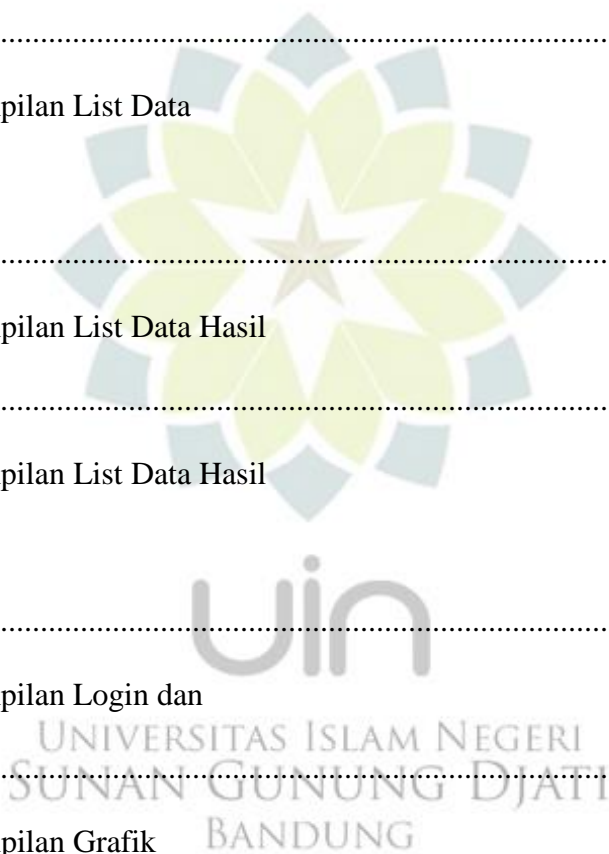 ................................................................................
pilan List Data
................................................................................
pilan List Data Hasil
................................................................................
pilan List Data Hasil
uin
................................................................................
pilan Login dan
UNIVERSITAS ISLAM NEGERI
................................................................................
SUNAN GUNUNG DJATI
pilan Grafik
BANDUNG